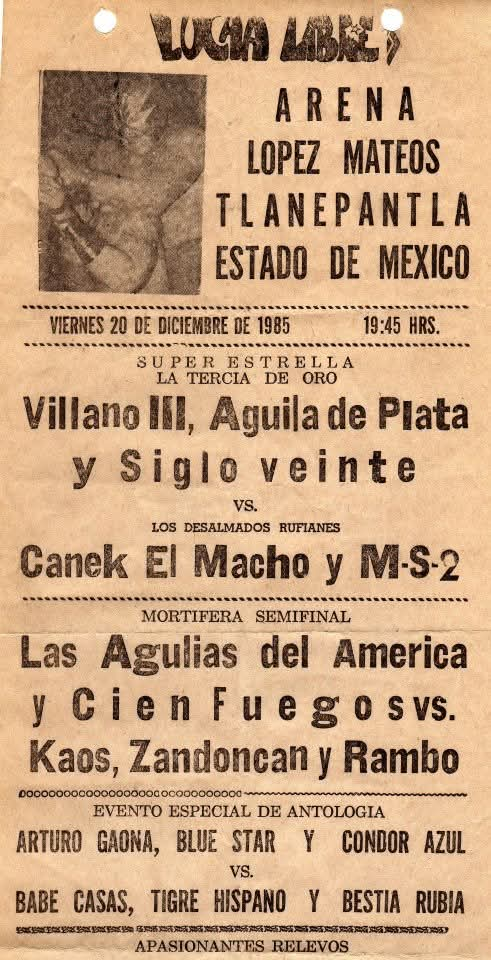 LUCHA LIBRE
ARENA
LOPEZ MATEOS
TLANEPANTLA
ESTADO DE MEXICO
VIERNES 20 DE DICIEMBRE DE 1985 19:45 HRS.
SUPER ESTRELLA
LA TERCIA DE ORO
Villano III, Aguila de Plata
y Siglo veinte
VS.
LOS DESALMADOS RUFIANES
Canek El Macho y M-S-2
MORTIFERA SEMIFINAL
Las Agulias del America
y Cien Fuegos vs.
Kaos, Zandoncan y Rambo
EVENTO ESPECIAL DE ANTOLOGIA
ARTURO GAONA, BLUE STAR Y CONDOR AZUL
VS.
BABE CASAS, TIGRE HISPANO Y BESTIA RUBIA
APASIONANTES RELEVOS